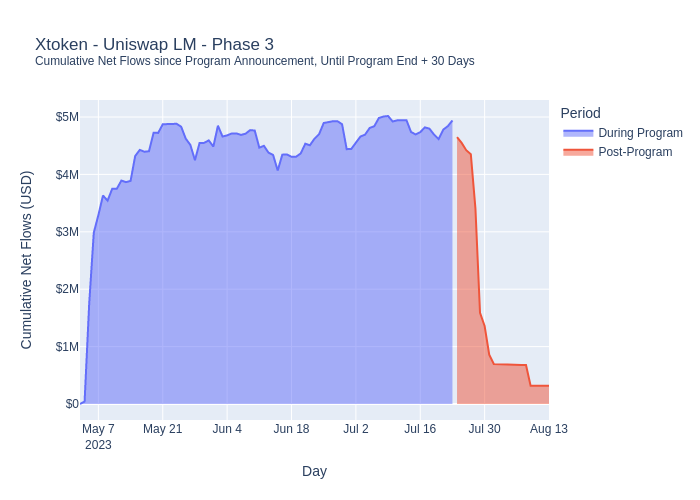 Xtoken - Uniswap LM - Phase 3
Cumulative Net Flows since Program Announcement, Until Program End + 30 Days
Period
During Program
Post-Program
Cumulative Net Flows (USD)
$5M
$4M
$3M
$2M
$1M
$0
May 7
2023
May 21
Jun 4
Jun 18
Jul 2
Jul 16
Jul 30
Aug 13
Day